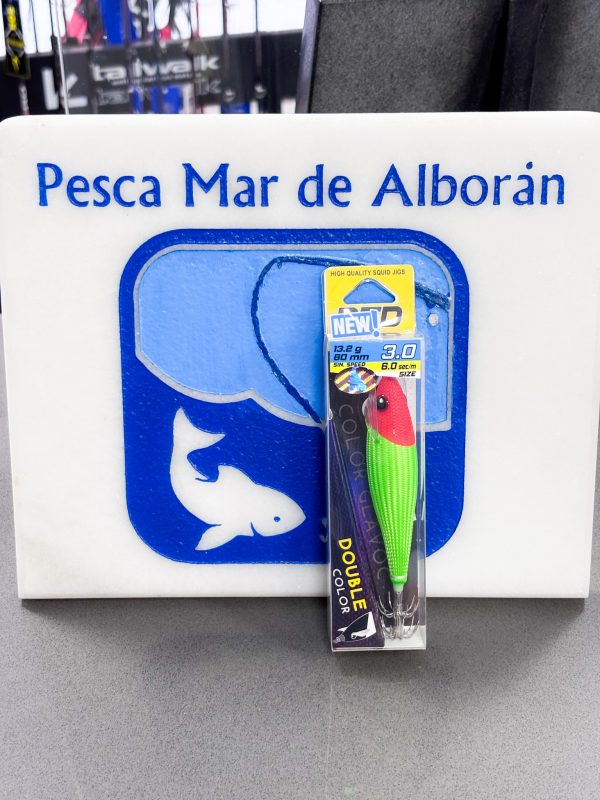 tailwalk
Pesca Mar de Alborán
HIGH QUALITY SQUID JIGS
NEW!
13.2 g
80 mm
SIN. SPEED
3.0
6.0 sec/m
SIZE
DOUBLE
COLOR